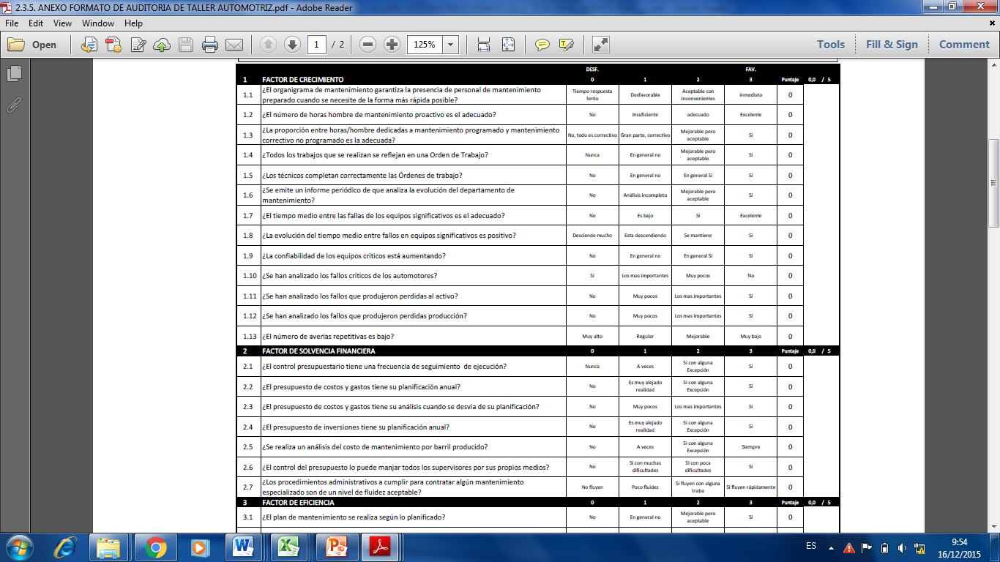 2.3.5. ANEXO FORMATO DE AUDITORIA DE TALLER AUTOMOTRIZ.pdf - Adobe Reader
File Edit View Window Help
Open 1 / 2 125% Tools Fill & Sign Comment
DESF. FAV.
1 FACTOR DE CRECIMIENTO 0 1 2 3 Puntaje 0,0 / 5
1.1 ¿El organigrama de mantenimiento garantiza la presencia de personal de mantenimiento preparado cuando se necesite de la forma más rápida posible? Tiempo respuesta lento Desfavorable Aceptable con inconvenientes inmediato 0
1.2 ¿El número de horas hombre de mantenimiento proactivo es el adecuado? No Insuficiente adecuado Excelente 0
1.3 ¿La proporción entre horas/hombre dedicadas a mantenimiento programado y mantenimiento correctivo no programado es la adecuada? No, todo es correctivo Gran parte, correctivo Mejorable pero aceptable Sí 0
1.4 ¿Todos los trabajos que se realizan se reflejan en una Orden de Trabajo? Nunca En general no Mejorable pero aceptable Sí 0
1.5 ¿Los técnicos completan correctamente las Órdenes de trabajo? No En general no En general Sí Sí 0
1.6 ¿Se emite un informe periódico de que analiza la evolución del departamento de mantenimiento? No Análisis incompleto Mejorable pero aceptable Sí 0
1.7 ¿El tiempo medio entre las fallas de los equipos significativos es el adecuado? No Es bajo Sí Excelente 0
1.8 ¿La evolución del tiempo medio entre fallos en equipos significativos es positivo? Desciende mucho Esta descendiendo Se mantiene Sí 0
1.9 ¿La confiabilidad de los equipos críticos está aumentando? No En general no En general Sí Sí 0
1.10 ¿Se han analizado los fallos críticos de los automotores? Sí Los mas importantes Muy pocos No 0
1.11 ¿Se han analizado los fallos que produjeron perdidas al activo? No Muy pocos Los mas importantes Sí 0
1.12 ¿Se han analizado los fallos que produjeron perdidas producción? No Muy pocos Los mas importantes Sí 0
1.13 ¿El número de averías repetitivas es bajo? Muy alto Regular Mejorable Muy bajo 0
2 FACTOR DE SOLVENCIA FINANCIERA 0 1 2 3 Puntaje 0,0 / 5
2.1 ¿El control presupuestario tiene una frecuencia de seguimiento de ejecución? Nunca A veces Si con alguna Excepción Sí 0
2.2 ¿El presupuesto de costos y gastos tiene su planificación anual? No Es muy alejado realidad Si con alguna Excepción Sí 0
2.3 ¿El presupuesto de costos y gastos tiene su análisis cuando se desvía de su planificación? No Muy pocos Los mas importantes Sí 0
2.4 ¿El presupuesto de inversiones tiene su planificación anual? No Es muy alejado realidad Si con alguna Excepción Sí 0
2.5 ¿Se realiza un análisis del costo de mantenimiento por barril producido? No A veces Si con alguna Excepción Siempre 0
2.6 ¿El control del presupuesto lo puede manjar todos los supervisores por sus propios medios? No Si con muchas dificultades Si con poca dificultades Sí 0
2.7 ¿Los procedimientos administrativos a cumplir para contratar algún mantenimiento especializado son de un nivel de fluidez aceptable? No fluyen Poco fluidez Si fluyen con alguna traba Si fluyen rápidamente 0
3 FACTOR DE EFICIENCIA 0 1 2 3 Puntaje 0,0 / 5
3.1 ¿El plan de mantenimiento se realiza según lo planificado? No En general no Mejorable pero aceptable Sí 0
ES 9:54
16/12/2015